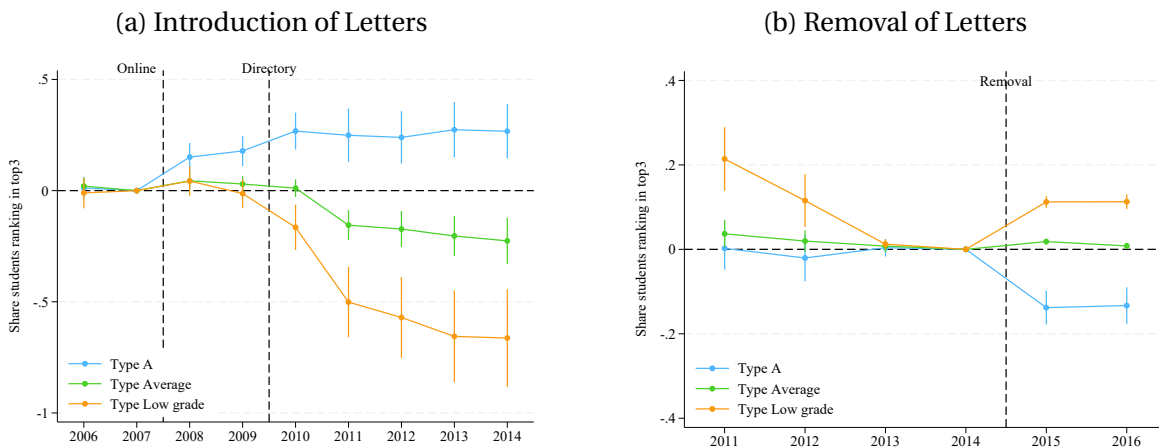 (a) Introduction of Letters
Online
Directory
.5
0
-.5
-1
Share students ranking in top3
Type A
Type Average
Type Low grade
2006 2007 2008 2009 2010 2011 2012 2013 2014
(b) Removal of Letters
Removal
.4
.2
0
-.2
-.4
Share students ranking in top3
Type A
Type Average
Type Low grade
2011 2012 2013 2014 2015 2016